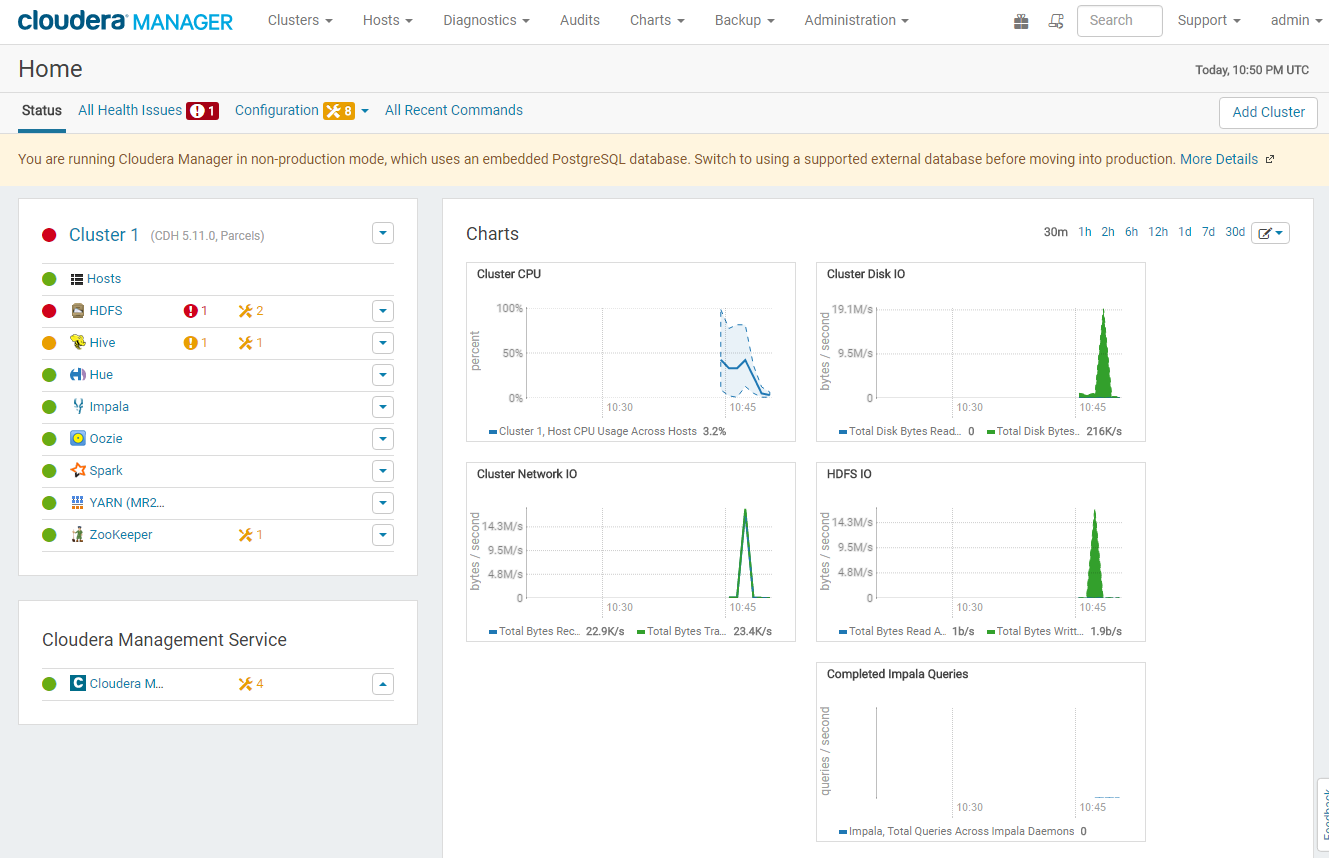 cloudera MANAGER Clusters Hosts Diagnostics Audits Charts Backup Administration Search Support admin
Home Today, 10:50 PM UTC
Status All Health Issues 1 Configuration 8 All Recent Commands Add Cluster
You are running Cloudera Manager in non-production mode, which uses an embedded PostgreSQL database. Switch to using a supported external database before moving into production. More Details
Cluster 1 (CDH 5.11.0, Parcels)
Hosts
HDFS 1 2
Hive 1 1
Hue
Impala
Oozie
Spark
YARN (MR2...
ZooKeeper 1
Cloudera Management Service
C Cloudera M... 4
Charts 30m 1h 2h 6h 12h 1d 7d 30d
Cluster CPU
percent
100%
50%
0%
10:30 10:45
Cluster 1, Host CPU Usage Across Hosts 3.2%
Cluster Disk IO
bytes / second
19.1M/s
9.5M/s
0
10:30 10:45
Total Disk Bytes Read... 0 Total Disk Bytes... 216K/s
Cluster Network IO
bytes / second
14.3M/s
9.5M/s
4.8M/s
0
10:30 10:45
Total Bytes Rec... 22.9K/s Total Bytes Tra... 23.4K/s
HDFS IO
bytes / second
14.3M/s
9.5M/s
4.8M/s
0
10:30 10:45
Total Bytes Read A... 1b/s Total Bytes Writt... 1.9b/s
Completed Impala Queries
queries / second
10:30 10:45
Impala, Total Queries Across Impala Daemons 0
Feedback